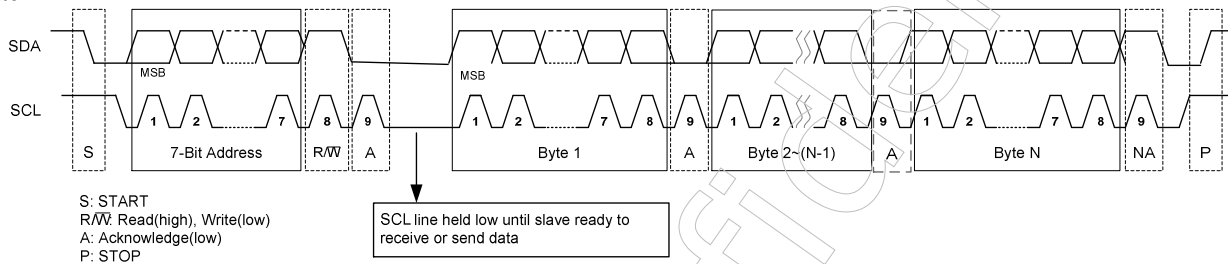 SDA
MSB
MSB
SCL
1 2 7 8 9 1 2 7 8 9 1 2 8 9 1 2 7 8 9
S 7-Bit Address R/W A Byte 1 A Byte 2~(N-1) A Byte N NA P
S: START
R/W: Read(high), Write(low)
A: Acknowledge(low)
P: STOP
SCL line held low until slave ready to
receive or send data